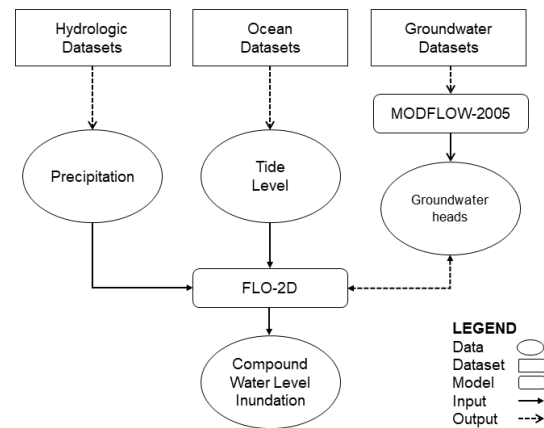 Hydrologic
Datasets
Ocean
Datasets
Groundwater
Datasets
MODFLOW-2005
Precipitation
Tide
Level
Groundwater
heads
FLO-2D
Compound
Water Level
Inundation
LEGEND
Data
Dataset
Model
Input
Output